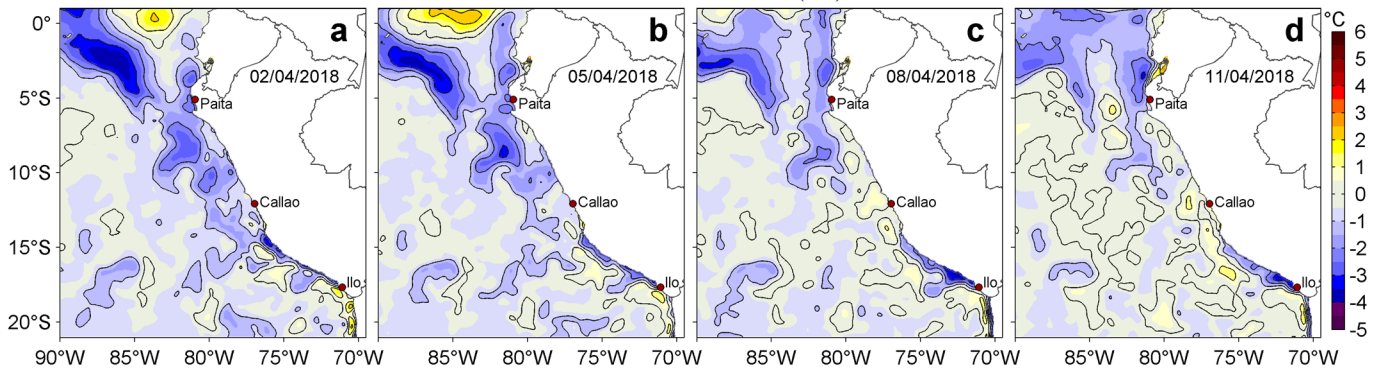 a b c d
°C
02/04/2018 05/04/2018 08/04/2018 11/04/2018
Paita Paita Paita Paita
Callao Callao Callao Callao
Ilo Ilo Ilo Ilo
0°
5°S
10°S
15°S
20°S
90°W 85°W 80°W 75°W 70°W 85°W 80°W 75°W 70°W 85°W 80°W 75°W 70°W 85°W 80°W 75°W 70°W
6
5
4
3
2
1
0
-1
-2
-3
-4
-5